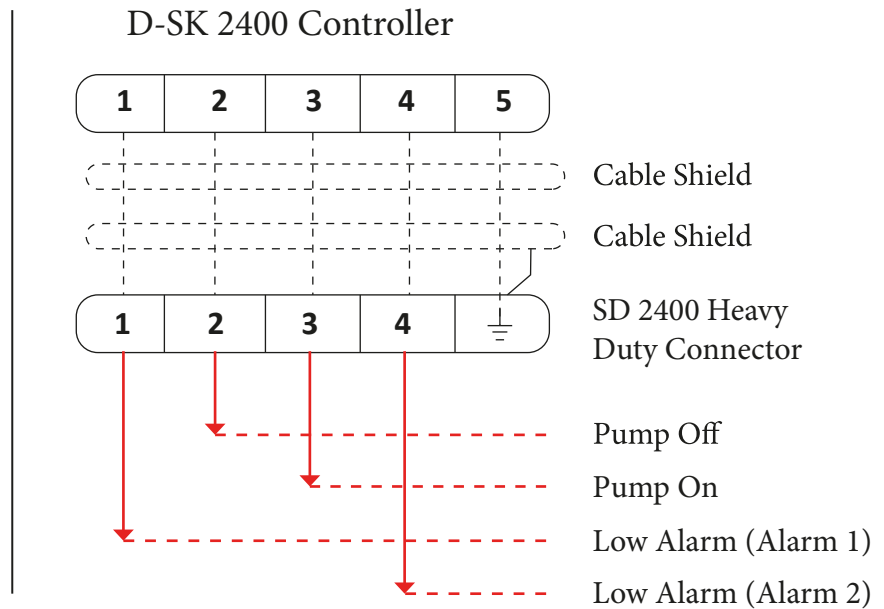 D-SK 2400 Controller
1 2 3 4 5
Cable Shield
Cable Shield
1 2 3 4
SD 2400 Heavy
Duty Connector
Pump Off
Pump On
Low Alarm (Alarm 1)
Low Alarm (Alarm 2)